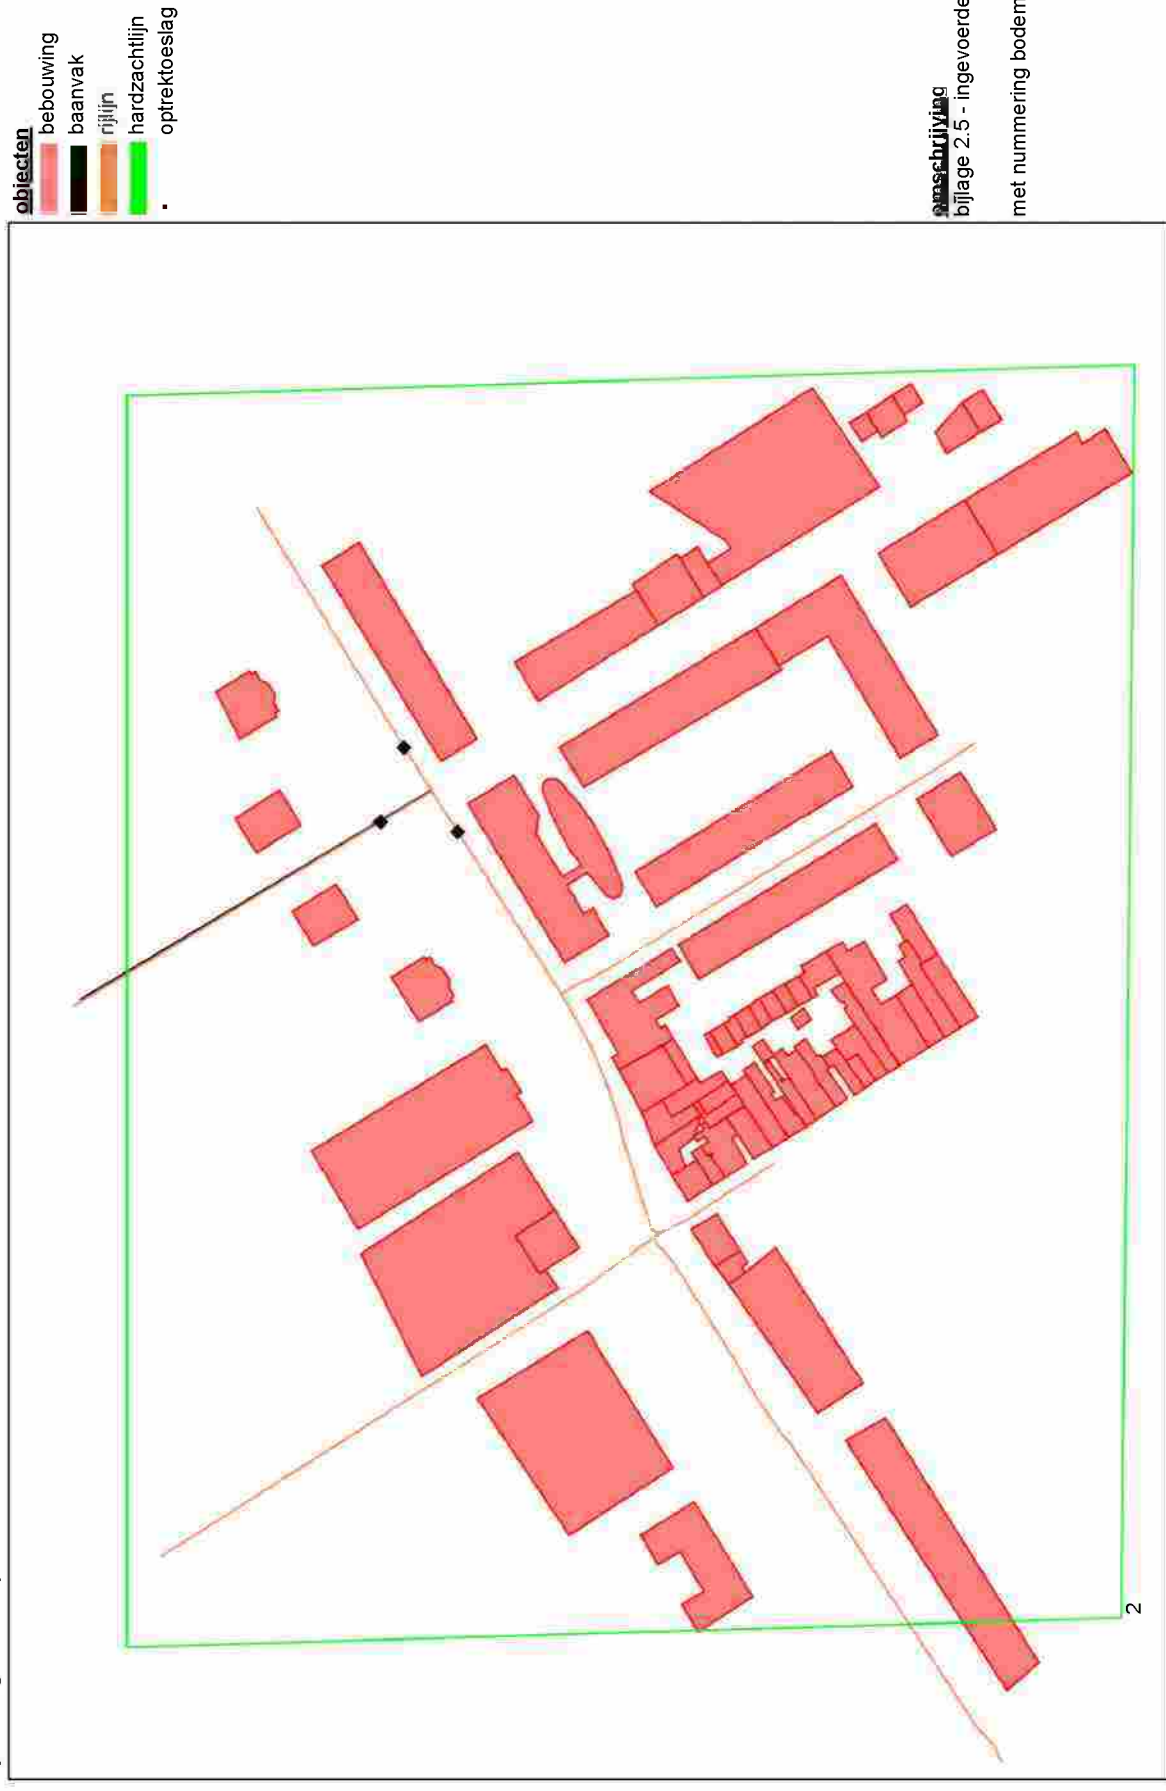 objecten
bebouwing
baanvak
rijlijn
hardzachtlijn
optrektoeslag
omschrijving
bijlage 2.5 - ingevoerde
met nummering bodem
2